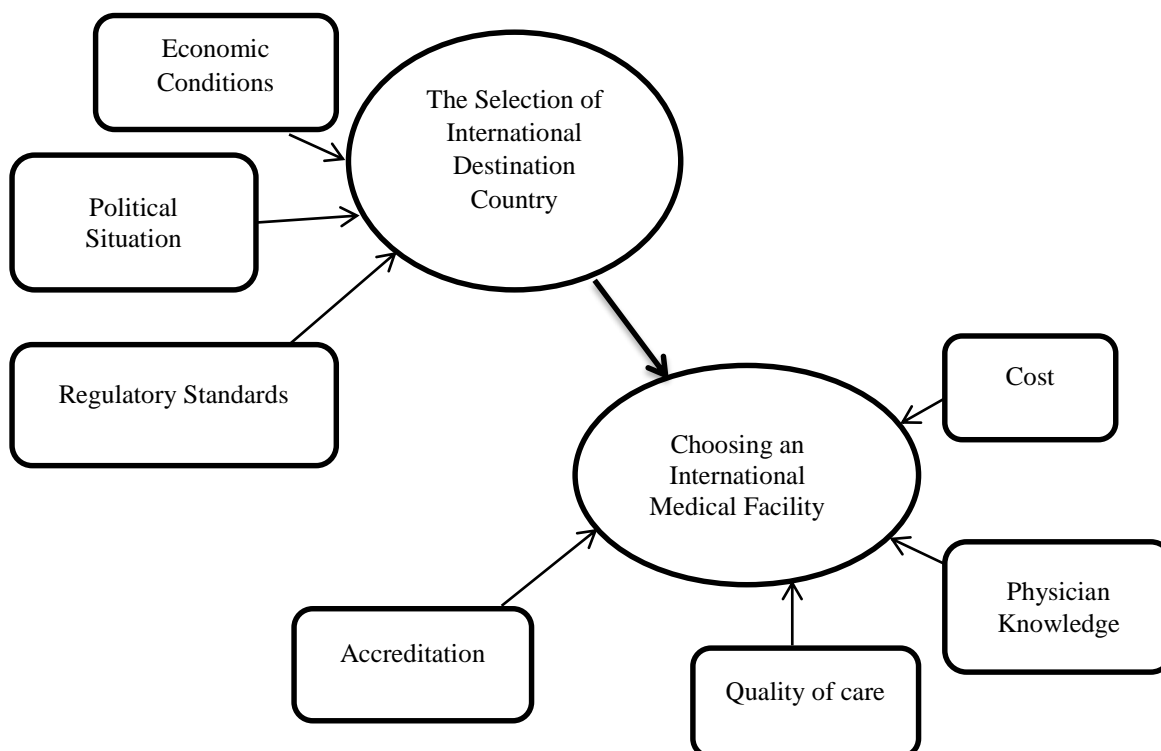 Economic
Conditions
The Selection of
International
Destination
Country
Political
Situation
Regulatory Standards
Cost
Choosing an
International
Medical Facility
Physician
Knowledge
Accreditation
Quality of care